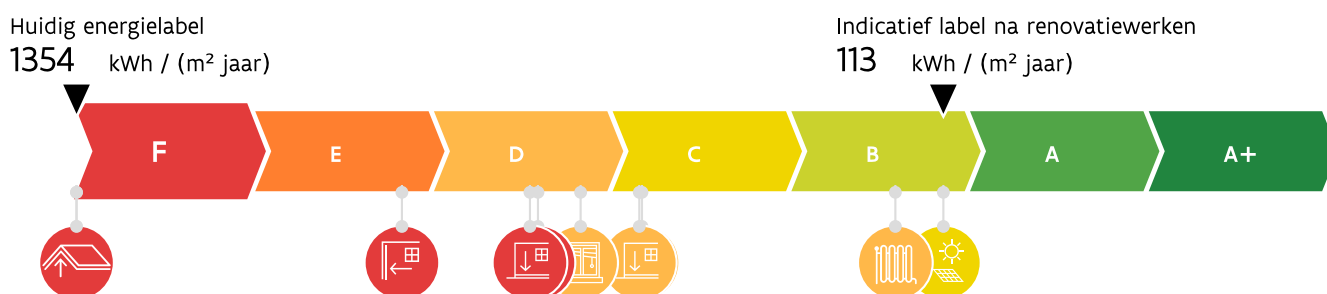 Huidig energielabel
1354 kWh / (m² jaar)
Indicatief label na renovatiewerken
113 kWh / (m² jaar)
F E D C B A A+